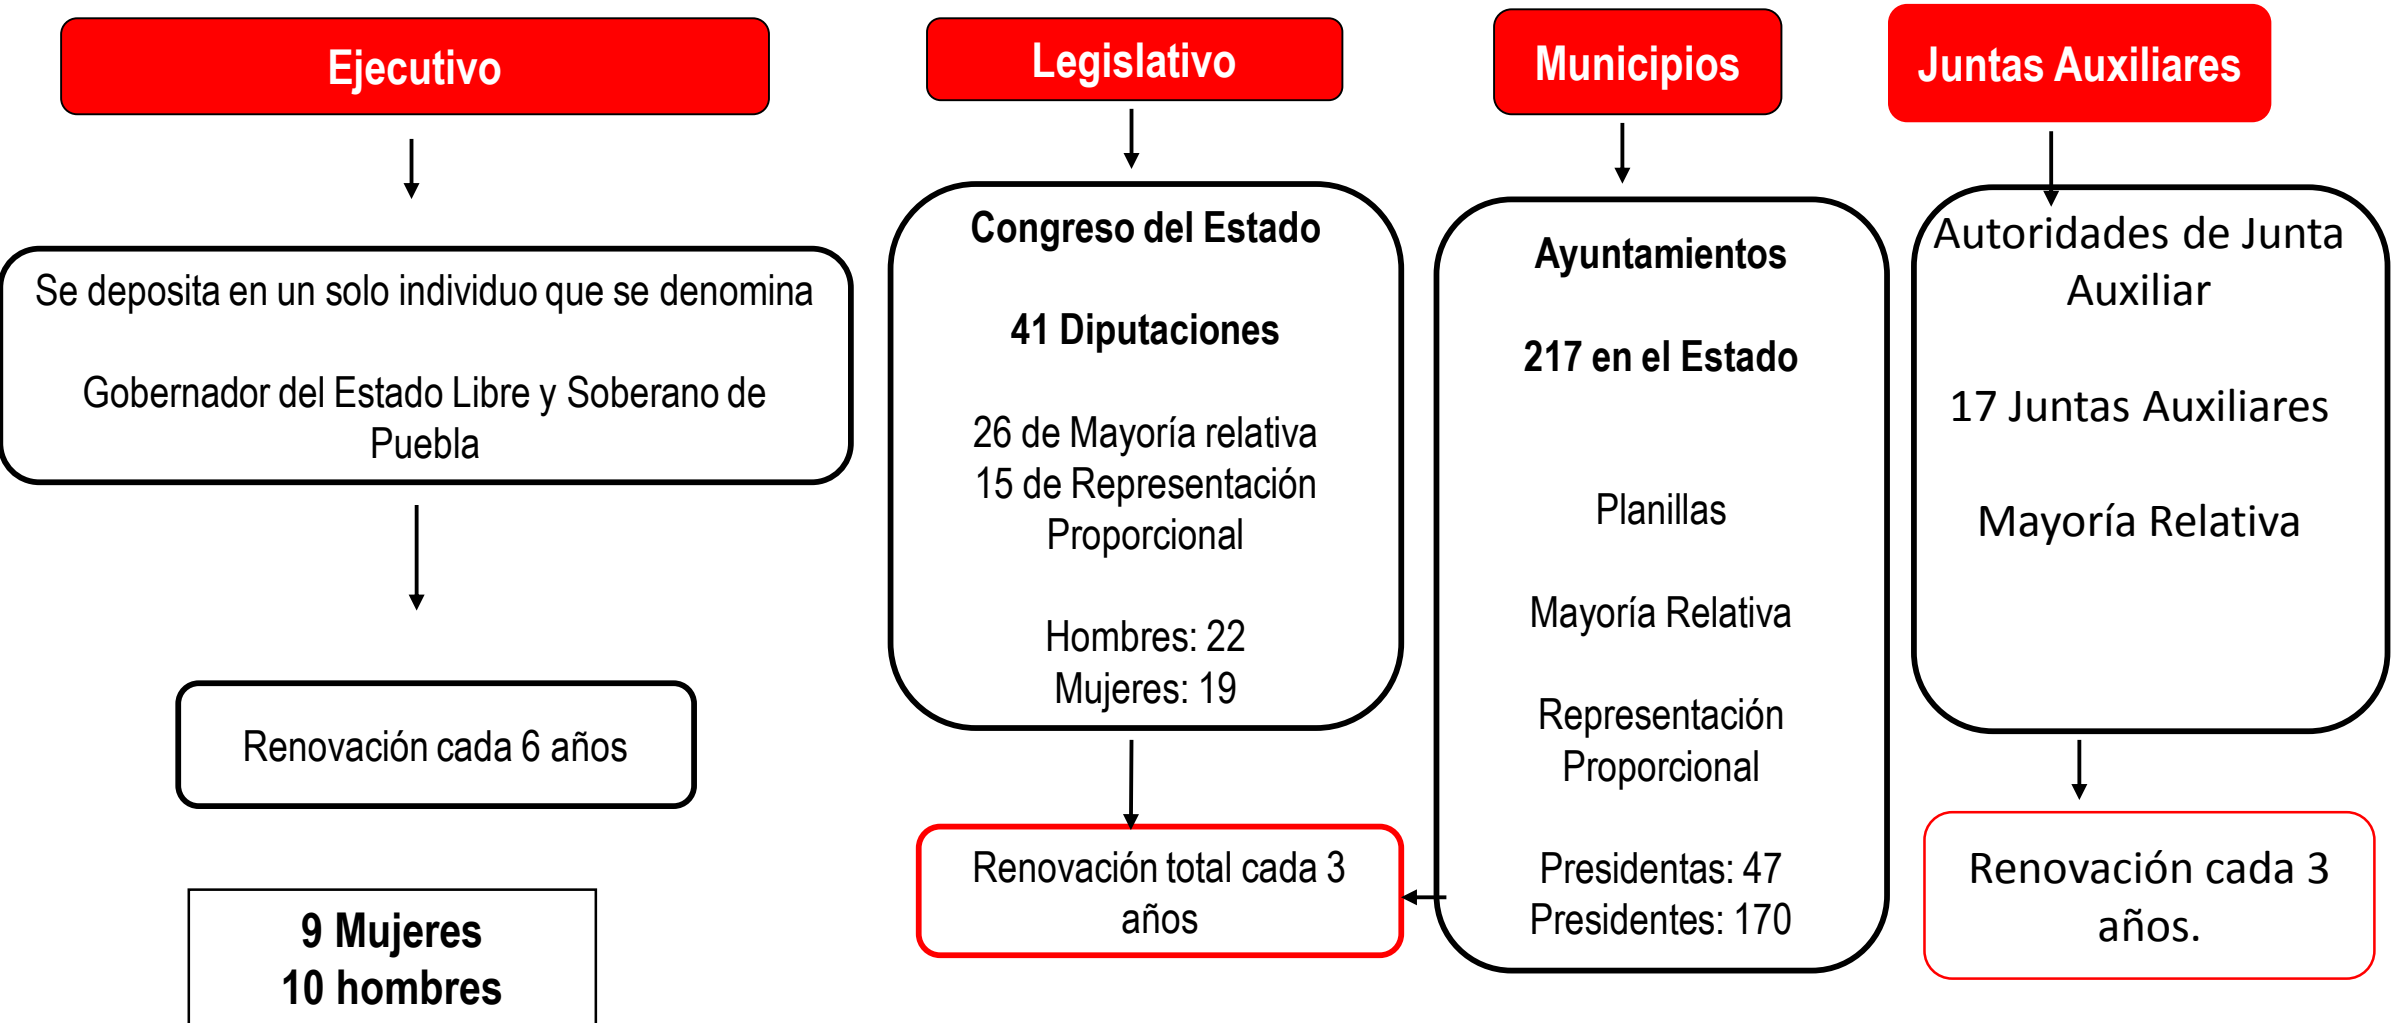 Ejecutivo
Se deposita en un solo individuo que se denomina
Gobernador del Estado Libre y Soberano de
Puebla
Renovación cada 6 años
9 Mujeres
10 hombres
Legislativo
Congreso del Estado
41 Diputaciones
26 de Mayoría relativa
15 de Representación
Proporcional
Hombres: 22
Mujeres: 19
Renovación total cada 3
años
Municipios
Ayuntamientos
217 en el Estado
Planillas
Mayoría Relativa
Representación
Proporcional
Presidentas: 47
Presidentes: 170
Juntas Auxiliares
Autoridades de Junta
Auxiliar
17 Juntas Auxiliares
Mayoría Relativa
Renovación cada 3
años.